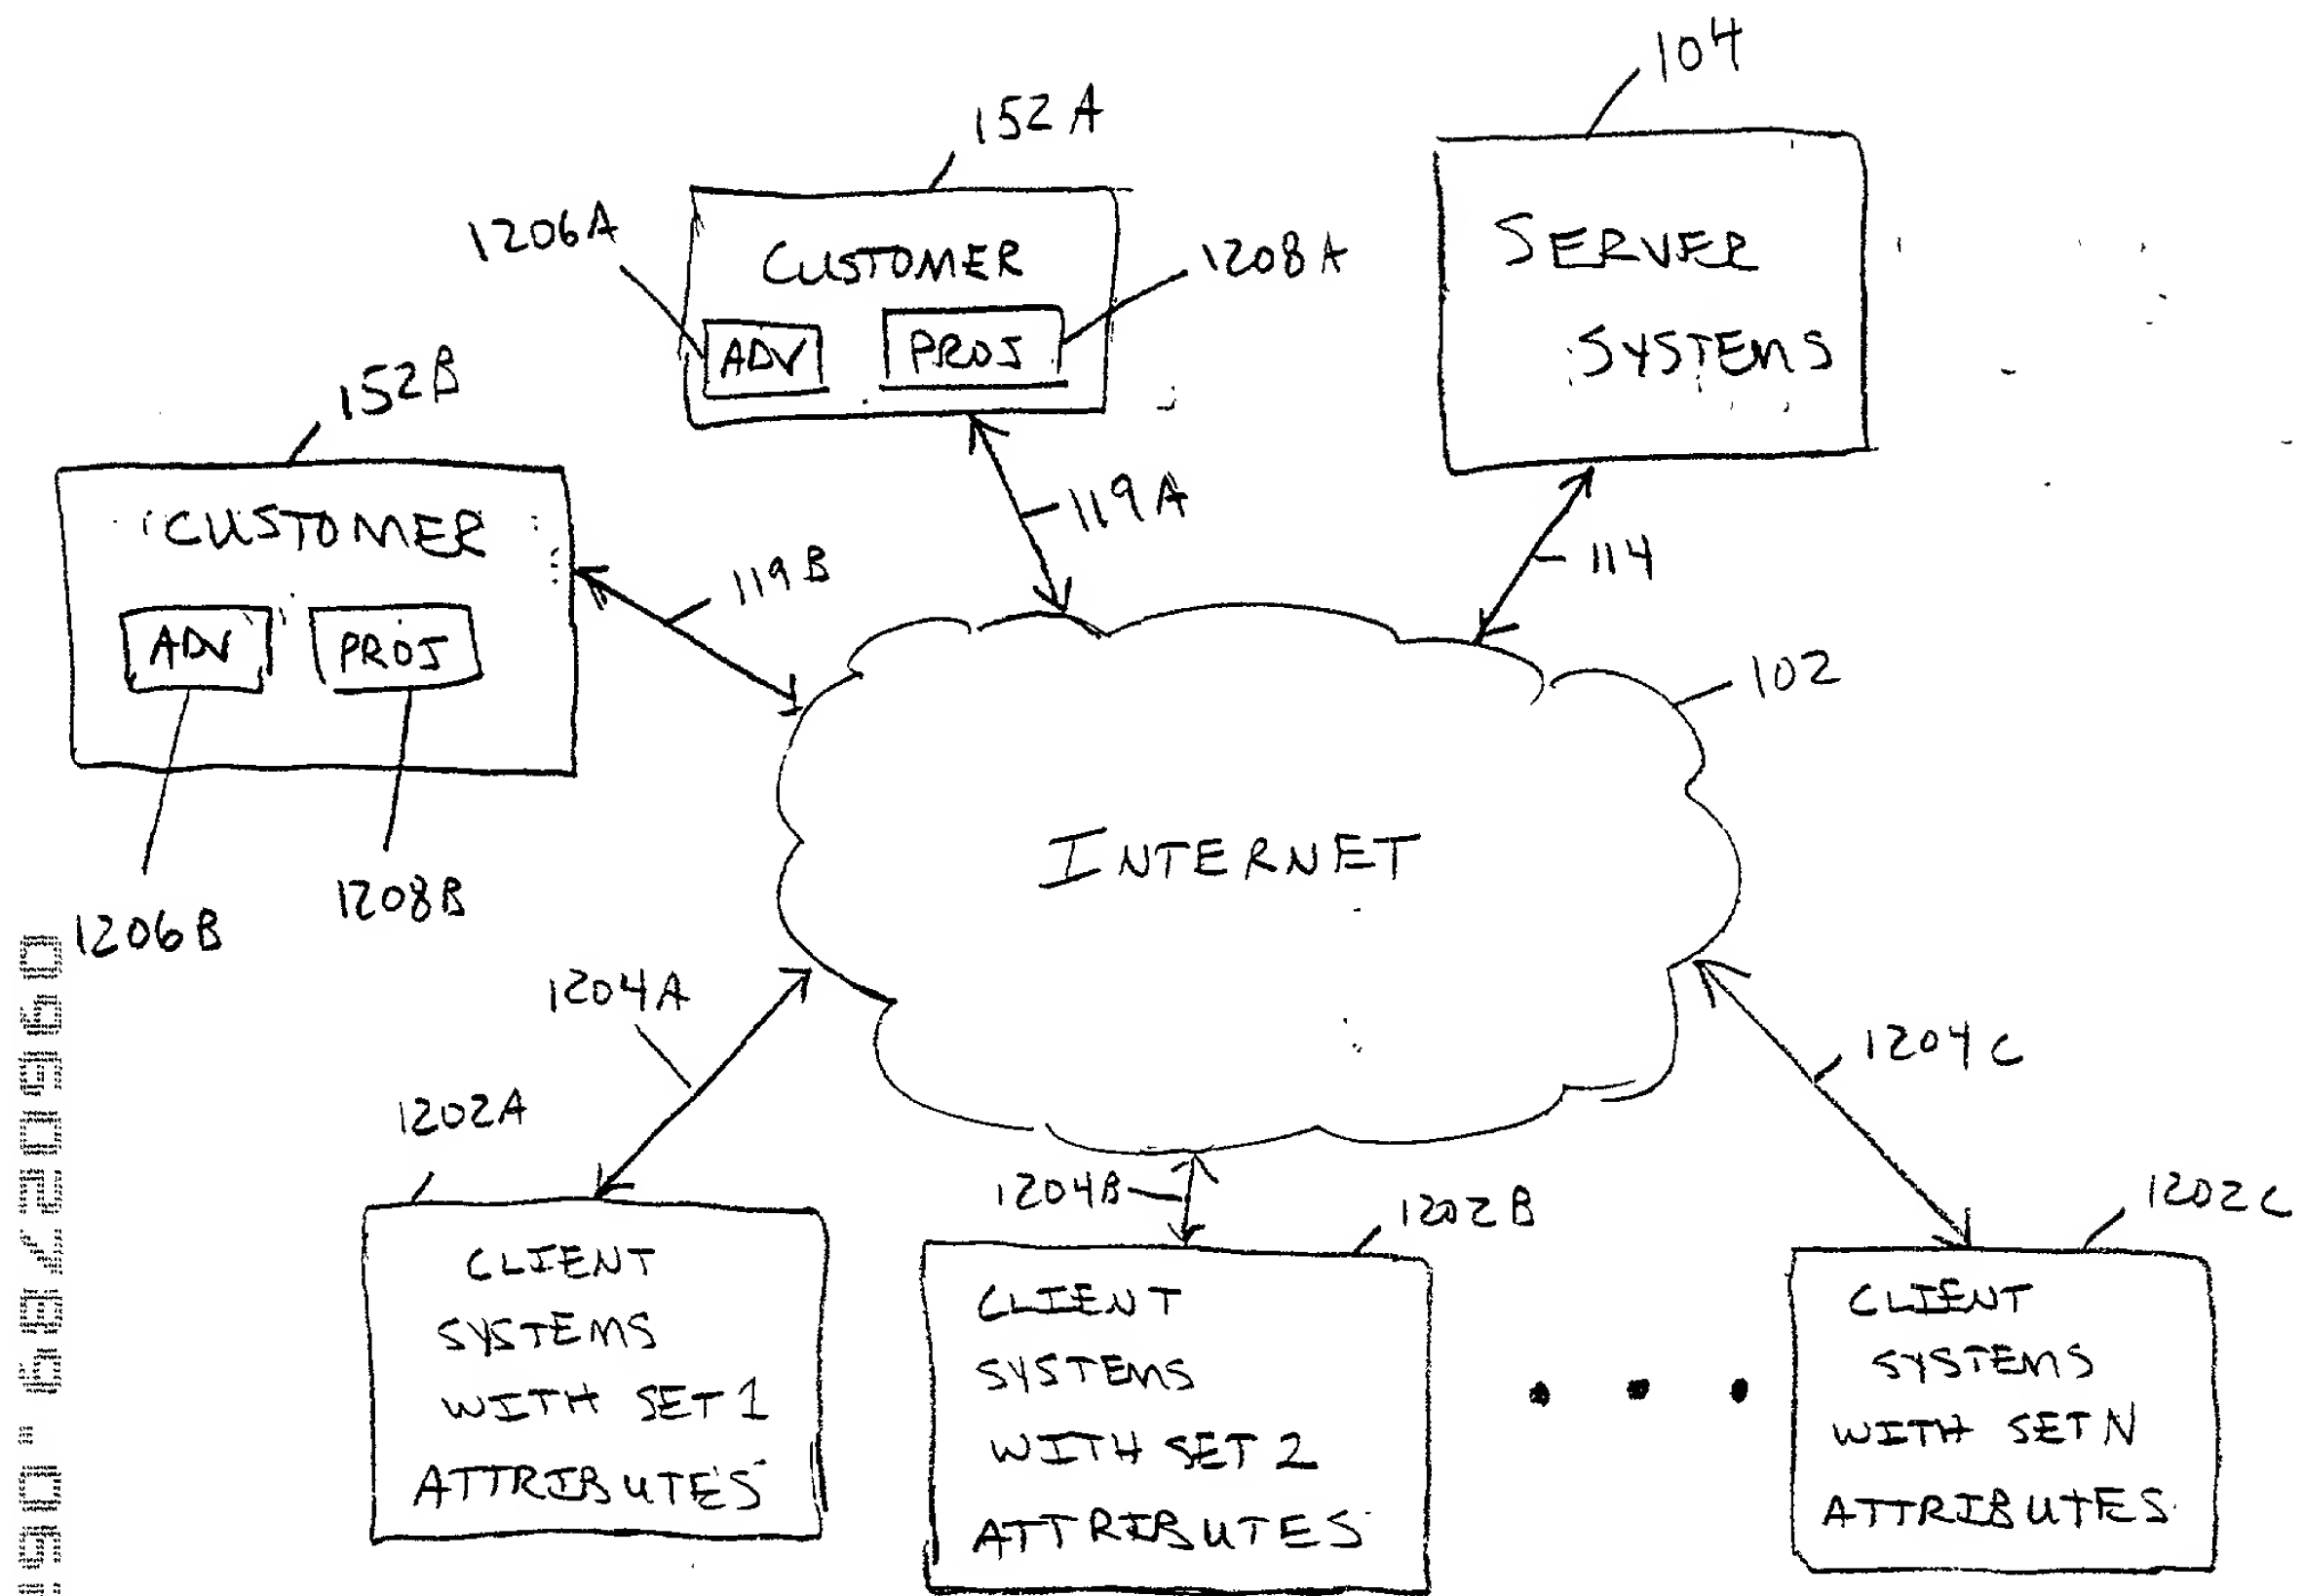 104
152A
1206A
CUSTOMER
1208A
ADV
PROJ
SERVER
SYSTEMS
152B
CUSTOMER
ADV
PROJ
119A
119B
114
102
INTERNET
1206B
1208B
1204A
1204C
1202A
1204B
1202B
1202C
CLIENT
SYSTEMS
WITH SET 1
ATTRIBUTES
CLIENT
SYSTEMS
WITH SET 2
ATTRIBUTES
• • •
CLIENT
SYSTEMS
WITH SET N
ATTRIBUTES